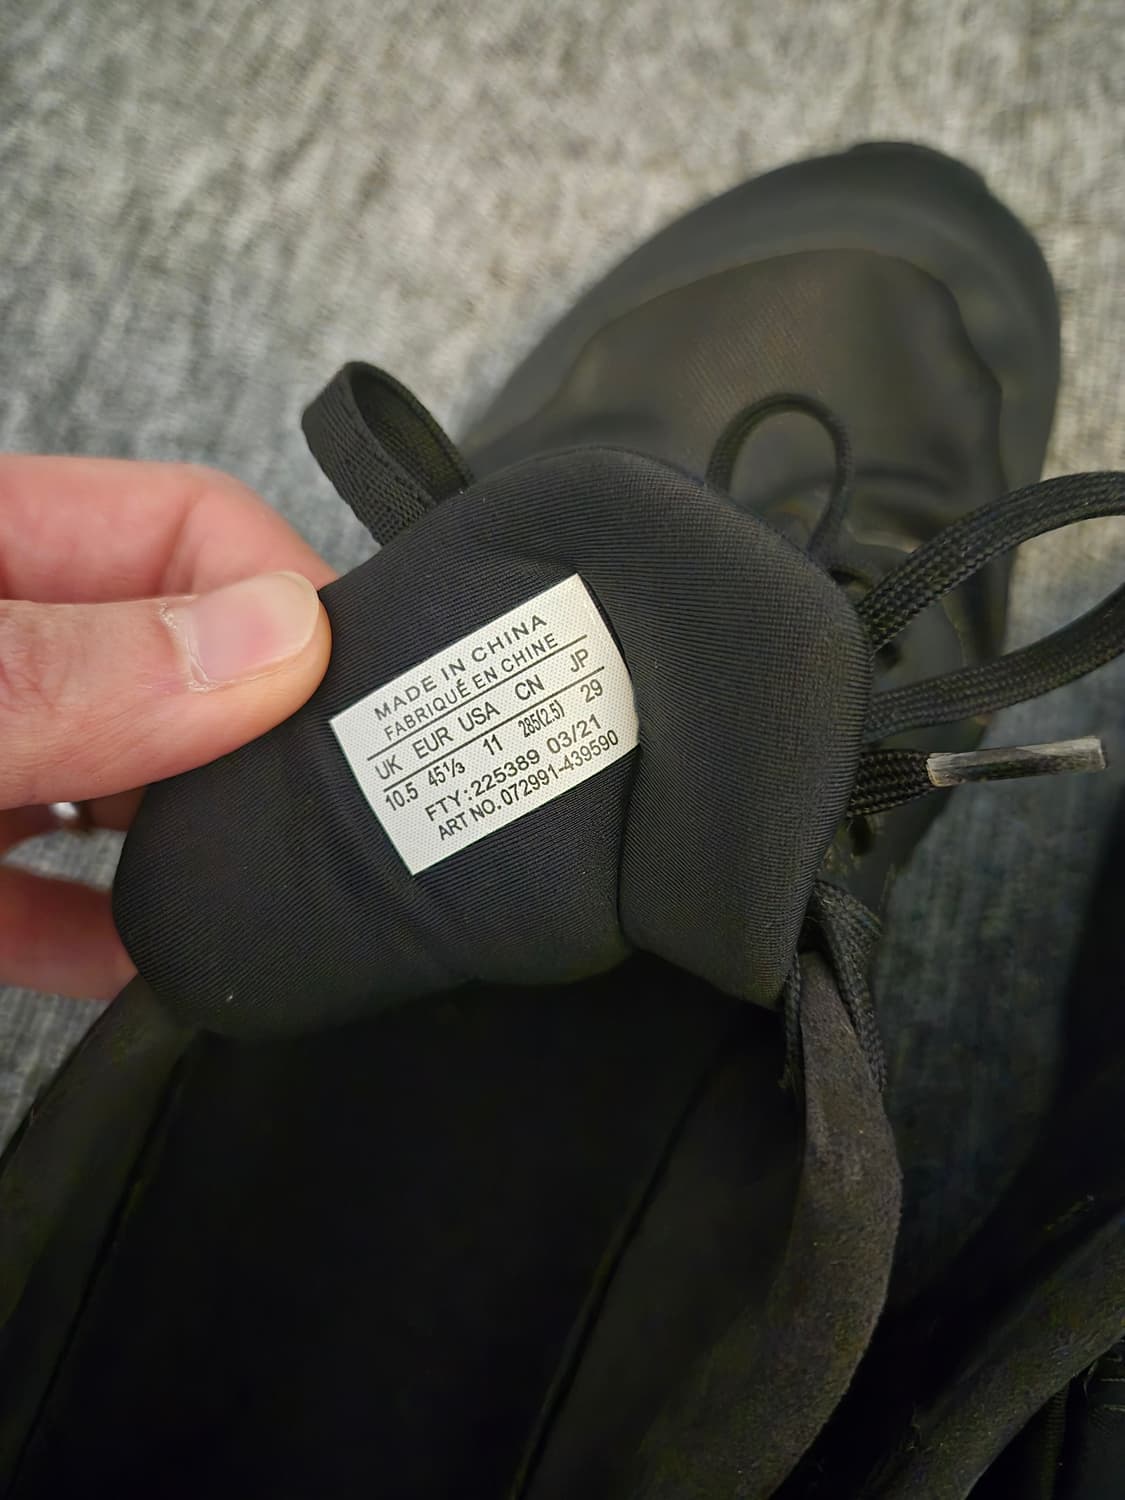 MADE IN CHINA
FABRIQUÉ EN CHINE
UK EUR USA CN JP
10.5 45⅓ 11 285(2.5) 29
FTY:225389 03/21
ART NO.072991-439590